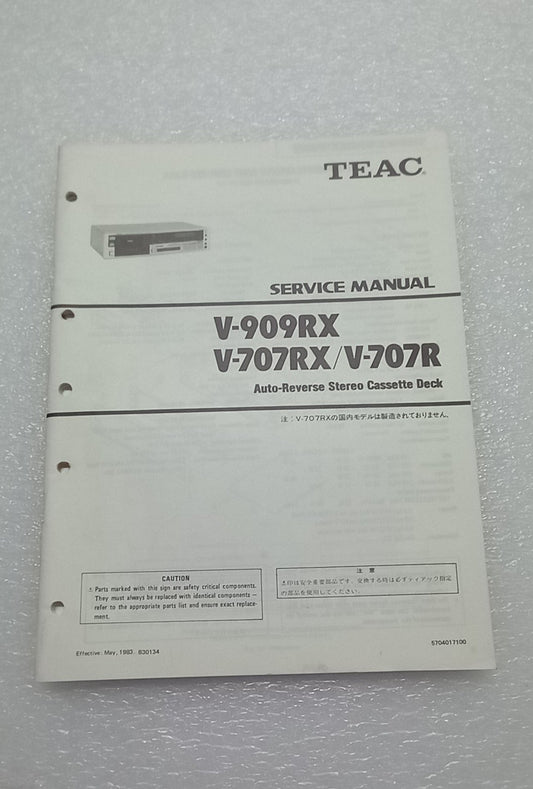 TEAC®
SERVICE MANUAL
V-909RX
V-707RX/V-707R
Auto-Reverse Stereo Cassette Deck
注：V-707RXの国内モデルは製造されておりません。
CAUTION
⚠ Parts marked with this sign are safety critical components.
They must always be replaced with identical components –
refer to the appropriate parts list and ensure exact replace-
ment.
注 意
⚠印は安全重要部品です。交換する時は必ずティアック指定
の部品を使用してください。
Effective: May, 1983. 830134
5704017100